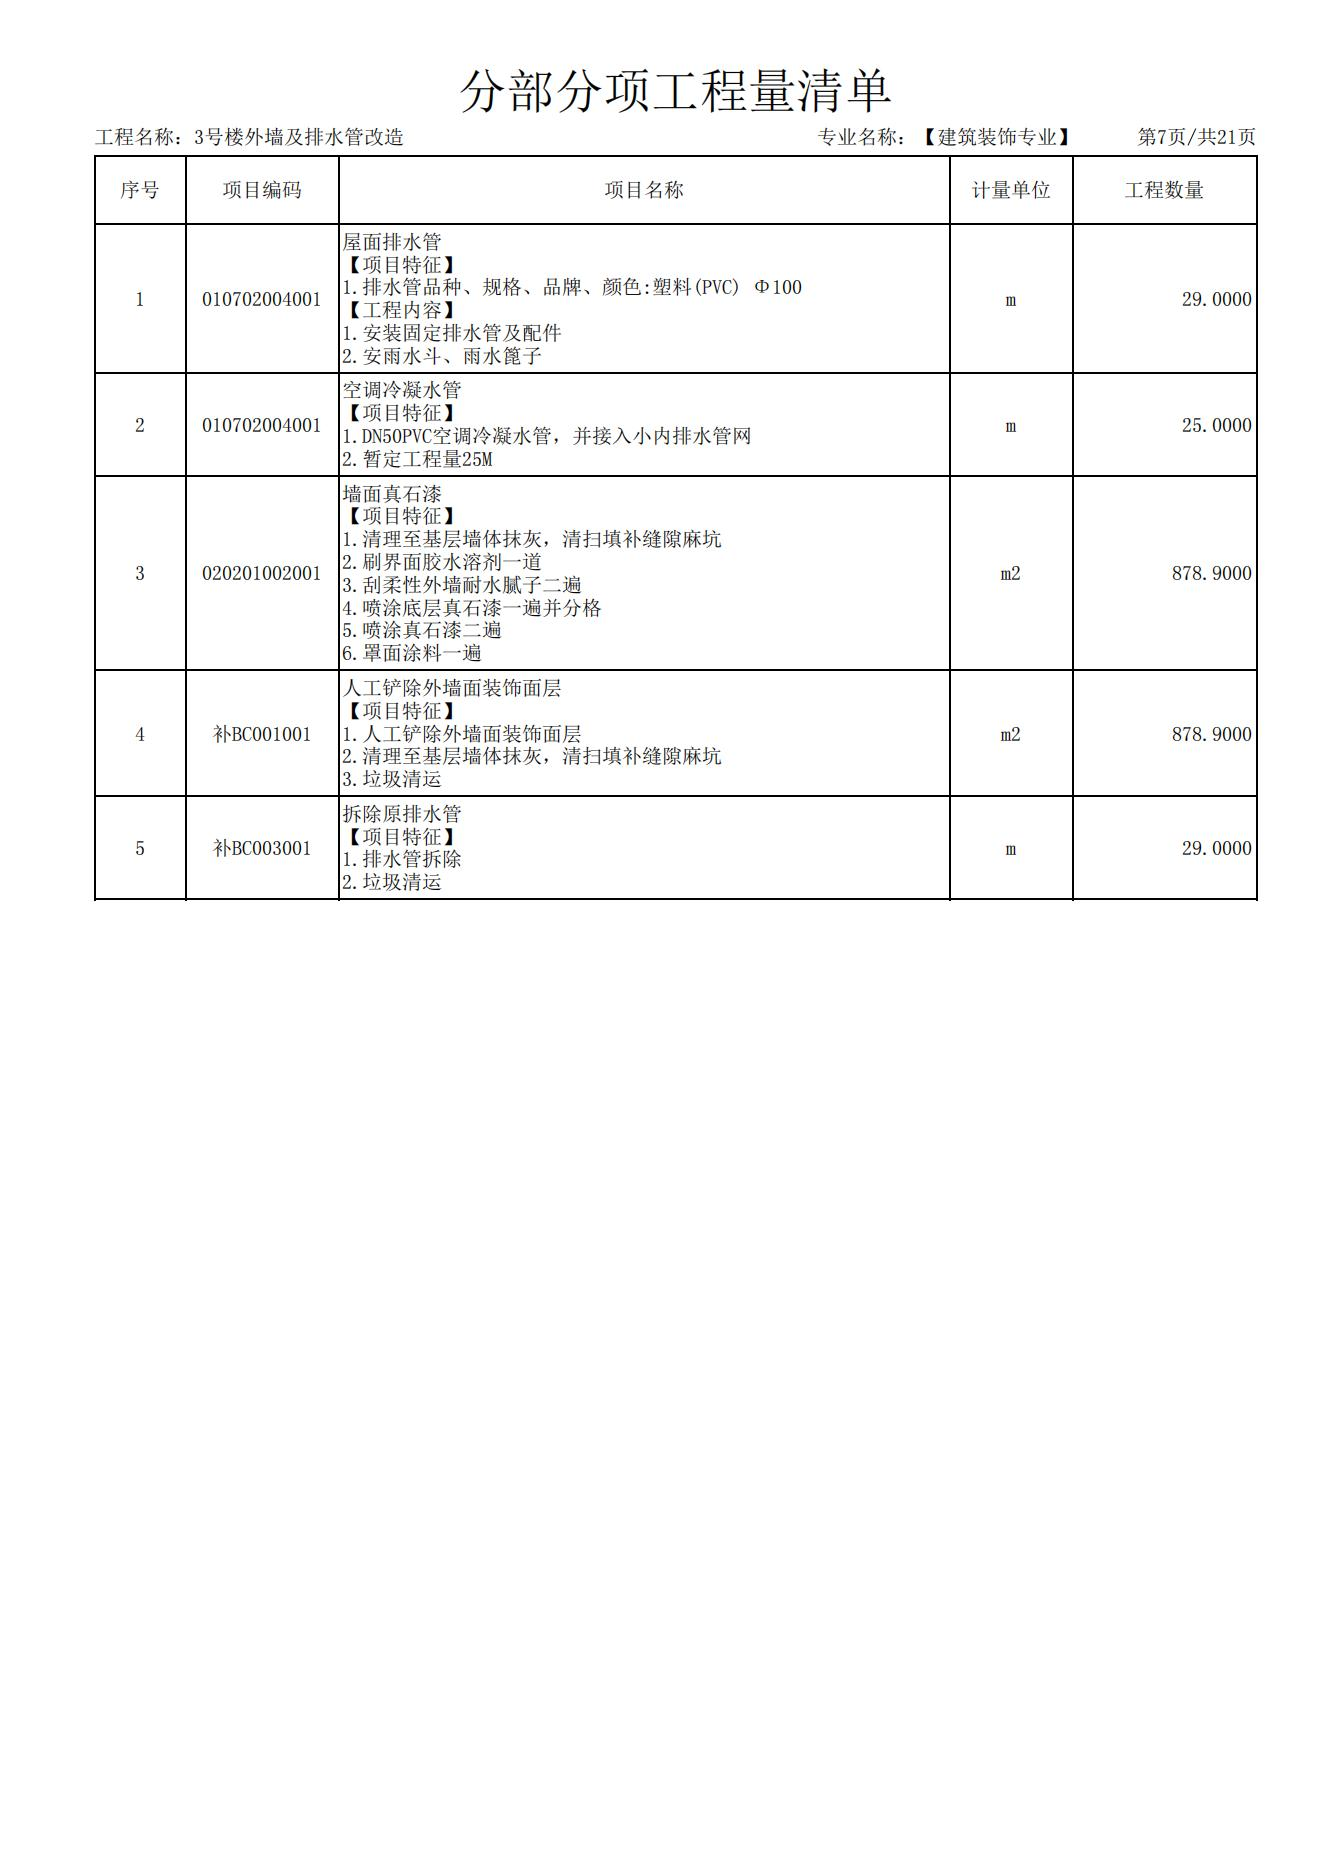 分部分项工程量清单
工程名称：3号楼外墙及排水管改造 专业名称：【建筑装饰专业】 第7页/共21页
序号 项目编码 项目名称 计量单位 工程数量
1 010702004001 屋面排水管
【项目特征】
1.排水管品种、规格、品牌、颜色:塑料(PVC) Φ100
【工程内容】
1.安装固定排水管及配件
2.安雨水斗、雨水篦子
m 29.0000
2 010702004001 空调冷凝水管
【项目特征】
1.DN50PVC空调冷凝水管，并接入小内排水管网
2.暂定工程量25M
m 25.0000
3 020201002001 墙面真石漆
【项目特征】
1.清理至基层墙体抹灰，清扫填补缝隙麻坑
2.刷界面胶水溶剂一道
3.刮柔性外墙耐水腻子二遍
4.喷涂底层真石漆一遍并分格
5.喷涂真石漆二遍
6.罩面涂料一遍
m2 878.9000
4 补BC001001 人工铲除外墙面装饰面层
【项目特征】
1.人工铲除外墙面装饰面层
2.清理至基层墙体抹灰，清扫填补缝隙麻坑
3.垃圾清运
m2 878.9000
5 补BC003001 拆除原排水管
【项目特征】
1.排水管拆除
2.垃圾清运
m 29.0000